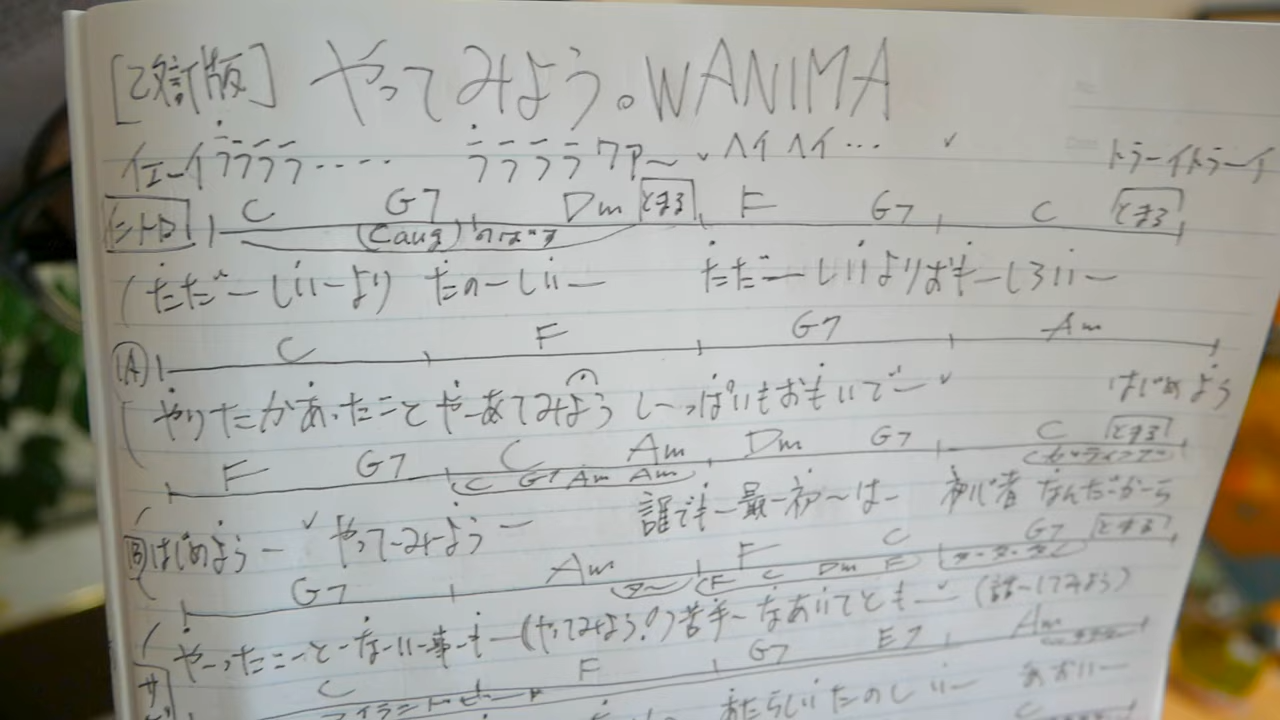 [改訂版] やってみよう。WANIMA
イエーイララララ‥‥ ララララワァ〜 ✓ ヘイ ヘイ… ✓ トラーイトラーイ
イントロ C G7 Dm とまる F G7 C とまる
(Caug)
(ただーしいーより たのーしいー ただーしいよりおもーしろいー
Ⓐ C F G7 Am
(やりたかあったこと やーあてみよう しーっぱいもおもいでー ✓ はじめよう
F G7 C Am Dm G7 C とまる
C G7 Am Am
Ⓑ はじめようー ✓ やってーみようー 誰でもー最ー初〜はー 初心者 なんだーから
G7 Am F C G7 とまる
(F C Dm F)
(やーったこーとーなーいー事ーもー(やってみよう!)苦手ーなあいてともー ✓ (話ーしてみよう)
サビ C F G7 E7 Am
あたらしいたのしいー
C